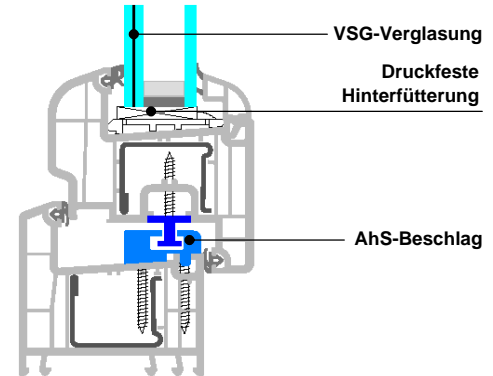 VSG-Verglasung
Druckfeste
Hinterfütterung
AhS-Beschlag